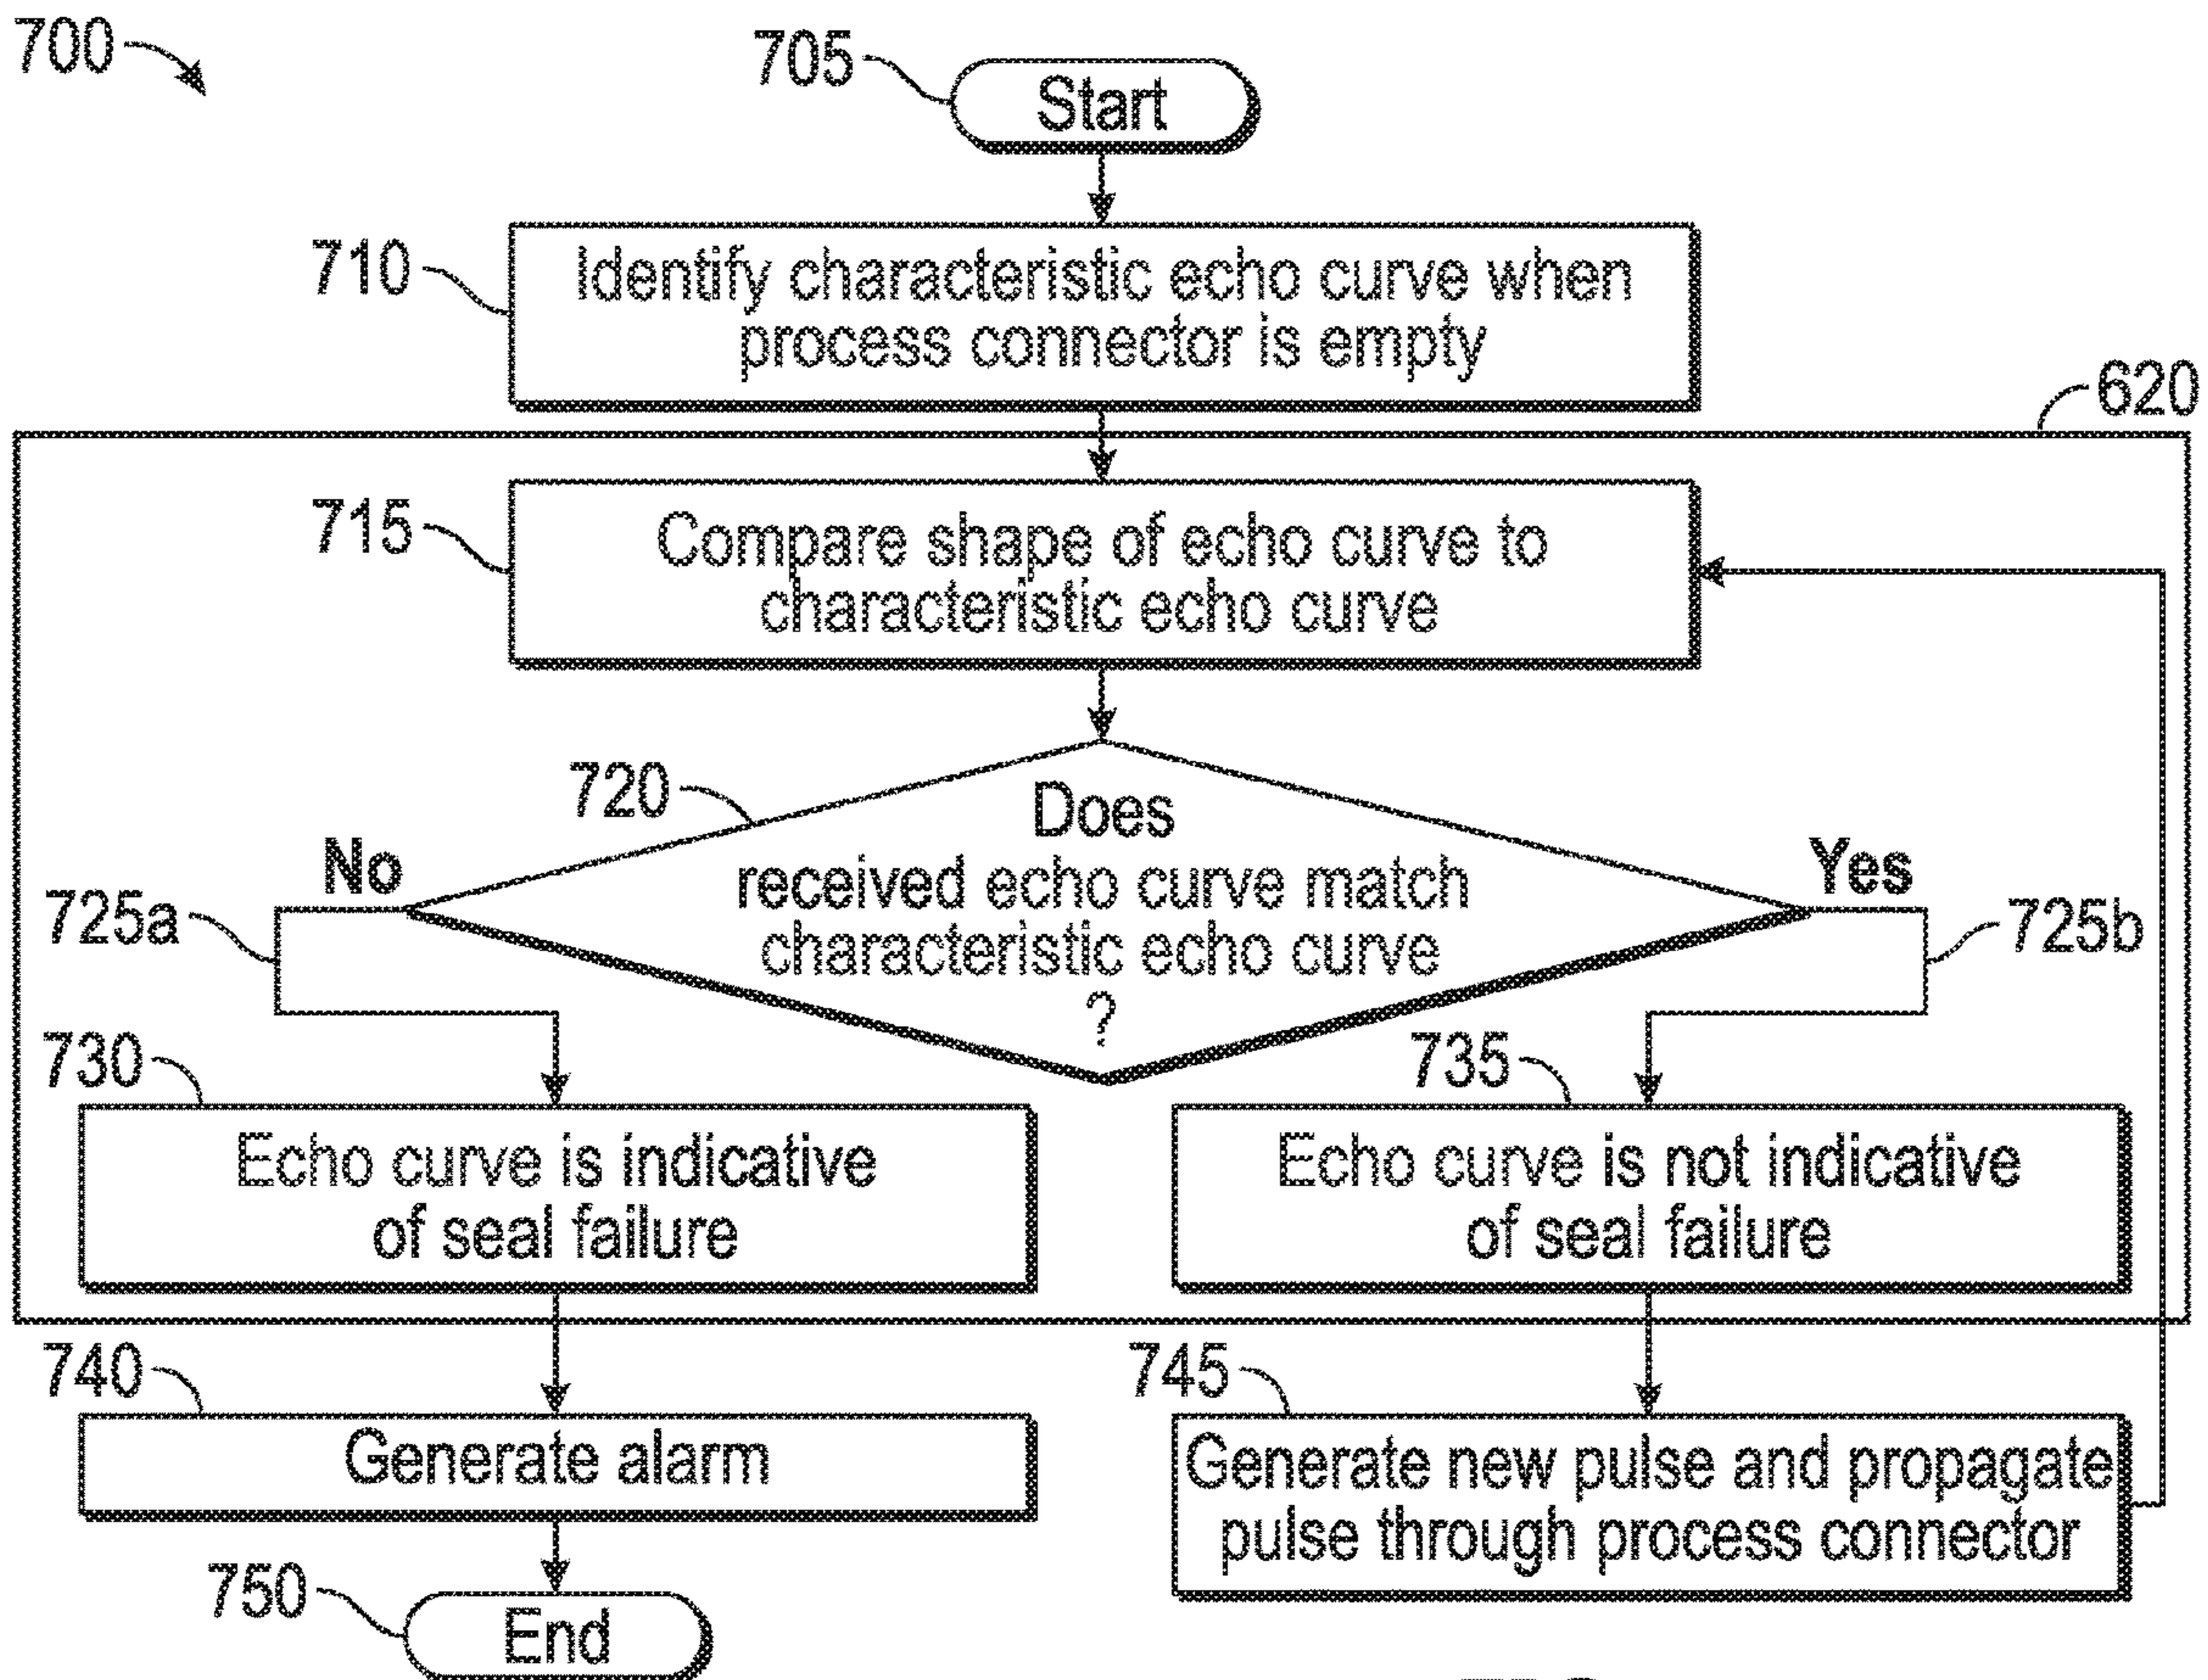 700
705
Start
710
Identify characteristic echo curve when
process connector is empty
620
715
Compare shape of echo curve to
characteristic echo curve
720
Does
received echo curve match
characteristic echo curve
?
No
Yes
725a
725b
730
735
Echo curve is indicative
of seal failure
Echo curve is not indicative
of seal failure
740
745
Generate alarm
Generate new pulse and propagate
pulse through process connector
750
End